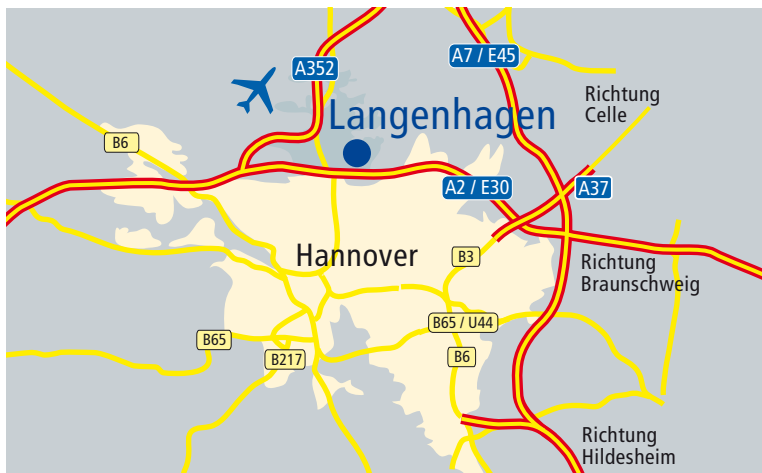 A7 / E45
A352
Richtung
Celle
Langenhagen
B6
A2 / E30
A37
Hannover
B3
Richtung
Braunschweig
B65 / U44
B65
B217
B6
Richtung
Hildesheim